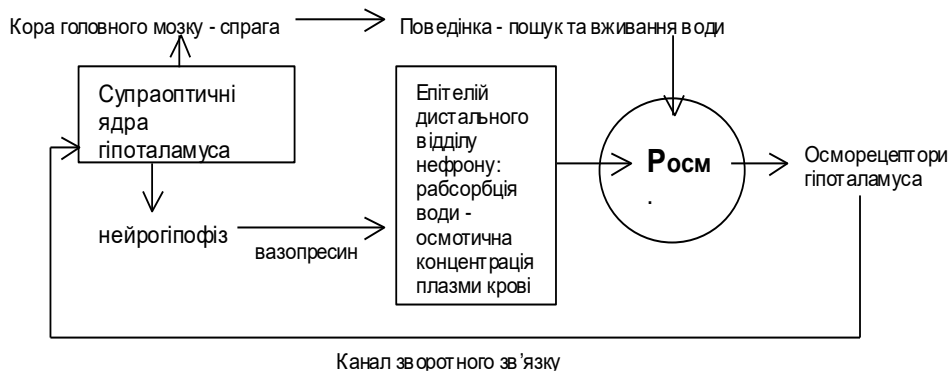 Кора головного мозку - спрага
Поведінка - пошук та вживання води
Супраоптичні
ядра
гіпоталамуса
Епітелій
дистального
відділу
нефрону:
рабсорбція
води -
осмотична
концентрація
плазми крові
Росм
.
Осморецептори
гіпоталамуса
нейрогіпофіз
вазопресин
Канал зворотного зв’язку